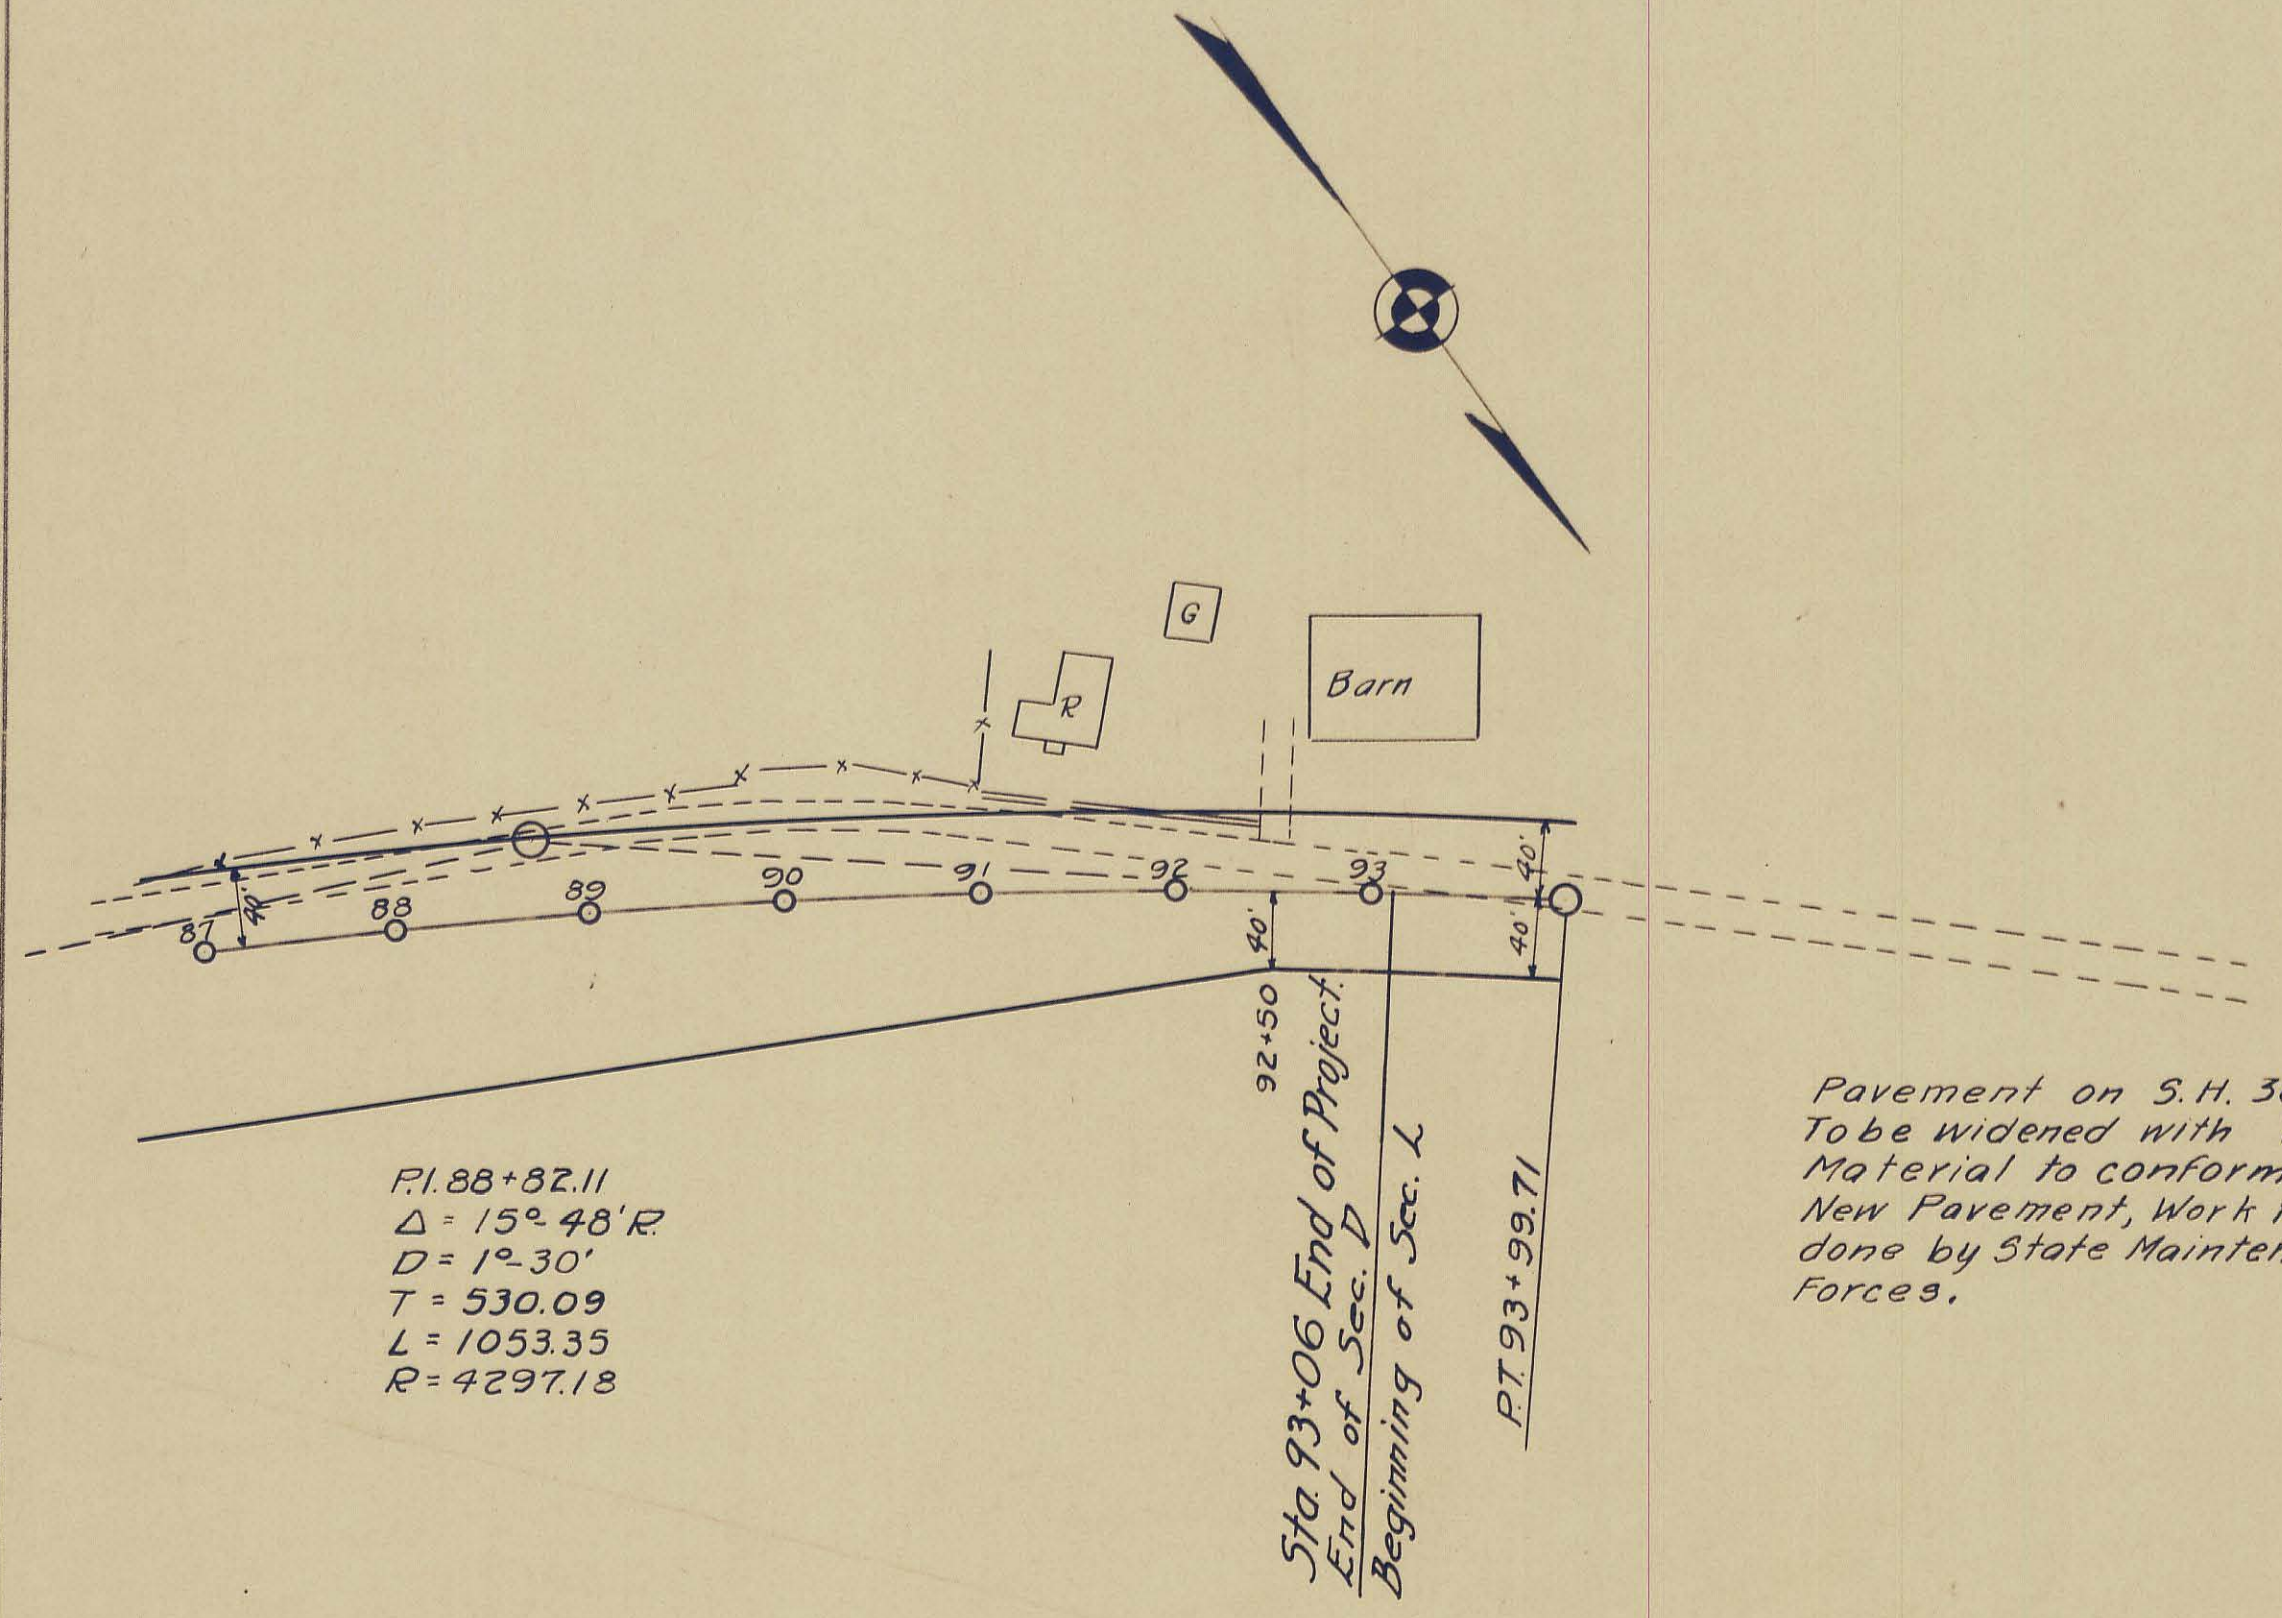 G
Barn
R
87
88
89
90
91
92
93
40'
40'
40'
40'
92+50
Sta. 93+06 End of Project.
End of Sec. D
Beginning of Sec. L
P.T. 93+99.71
P.I. 88+82.11
Δ = 15°-48' R.
D = 1°-30'
T = 530.09
L = 1053.35
R = 4297.18
Pavement on S.H.
To be widened with
Material to conform
New Pavement, Work
done by State
Forces.